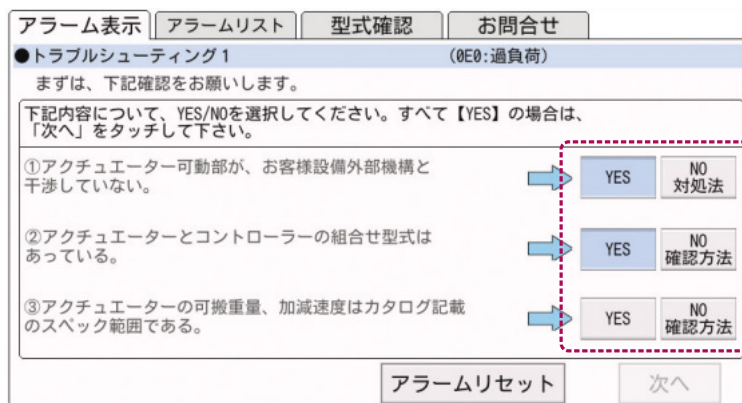 アラーム表示 アラームリスト 型式確認 お問合せ
●トラブルシューティング1 (0E0:過負荷)
まずは、下記確認をお願いします。
下記内容について、YES/NOを選択してください。すべて【YES】の場合は、
「次へ」をタッチして下さい。
①アクチュエーター可動部が、お客様設備外部機構と
干渉していない。
YES
NO
対処法
②アクチュエーターとコントローラーの組合せ型式は
あっている。
YES
NO
確認方法
③アクチュエーターの可搬重量、加減速度はカタログ記載
のスペック範囲である。
YES
NO
確認方法
アラームリセット 次へ